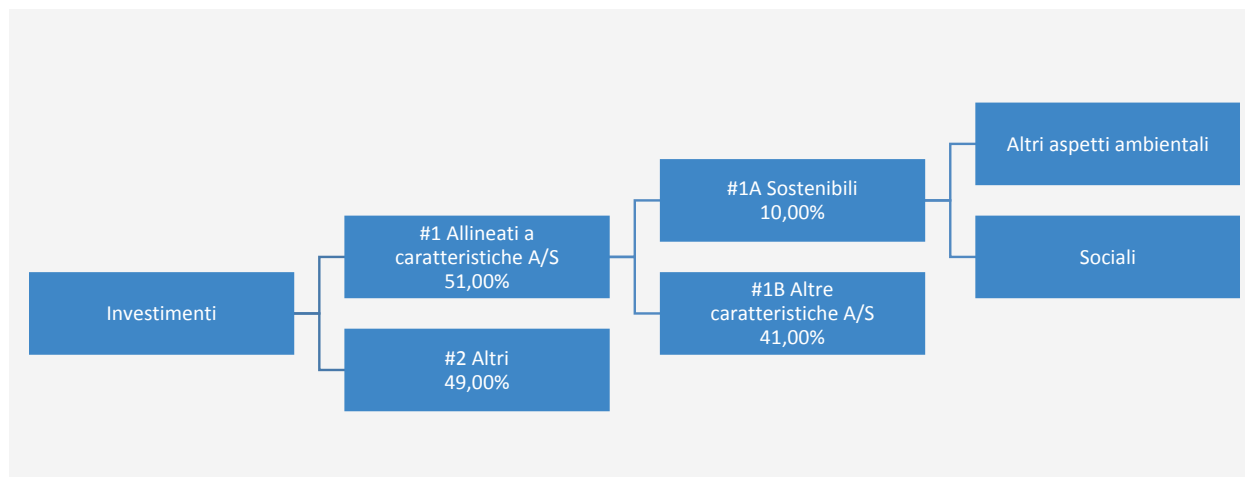 Investimenti
#1 Allineati a
caratteristiche A/S
51,00%
#2 Altri
49,00%
#1A Sostenibili
10,00%
#1B Altre
caratteristiche A/S
41,00%
Altri aspetti ambientali
Sociali